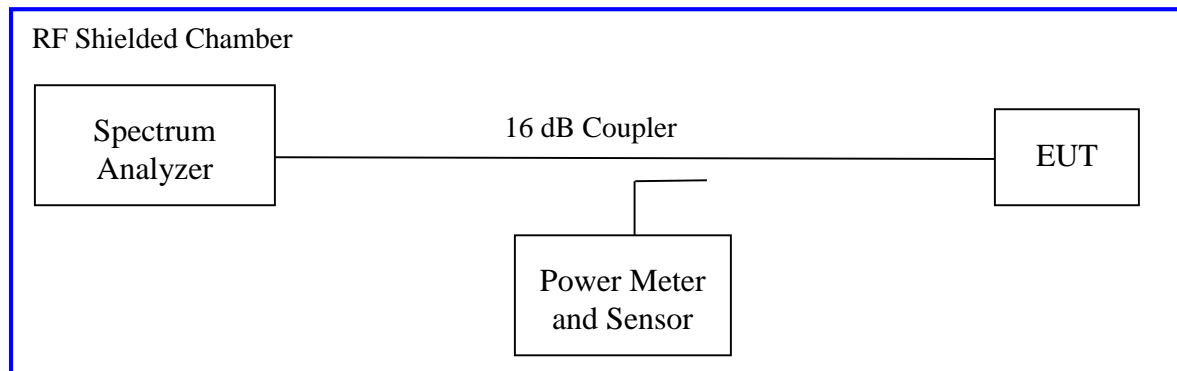 RF Shielded Chamber
Spectrum
Analyzer
16 dB Coupler
EUT
Power Meter
and Sensor